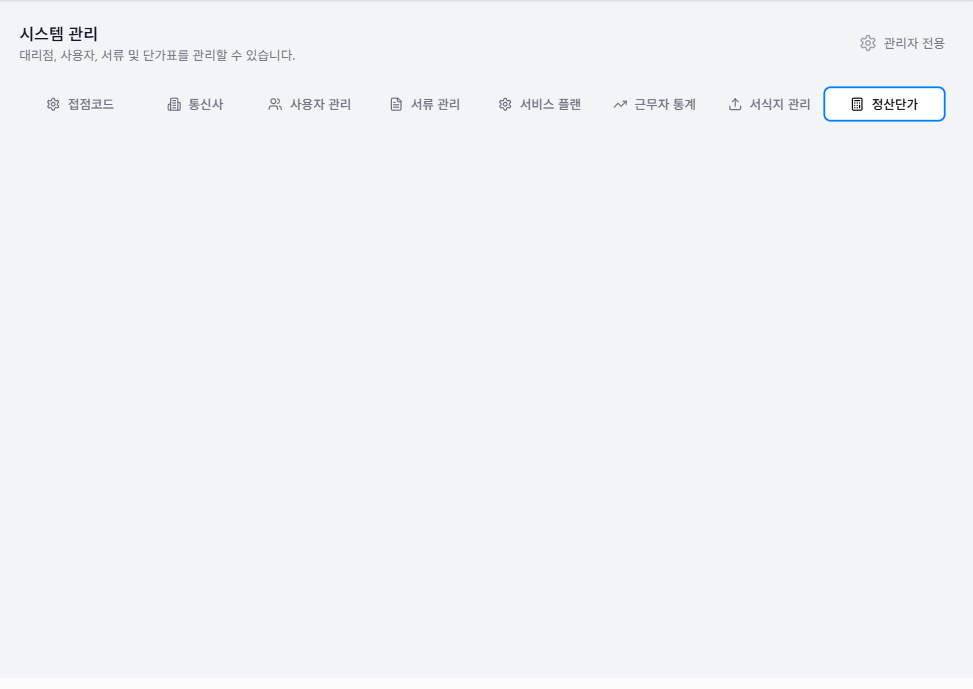 시스템 관리
대리점, 사용자, 서류 및 단가표를 관리할 수 있습니다.
관리자 전용
접점코드 통신사 사용자 관리 서류 관리 서비스 플랜 근무자 통계 서식지 관리 정산단가